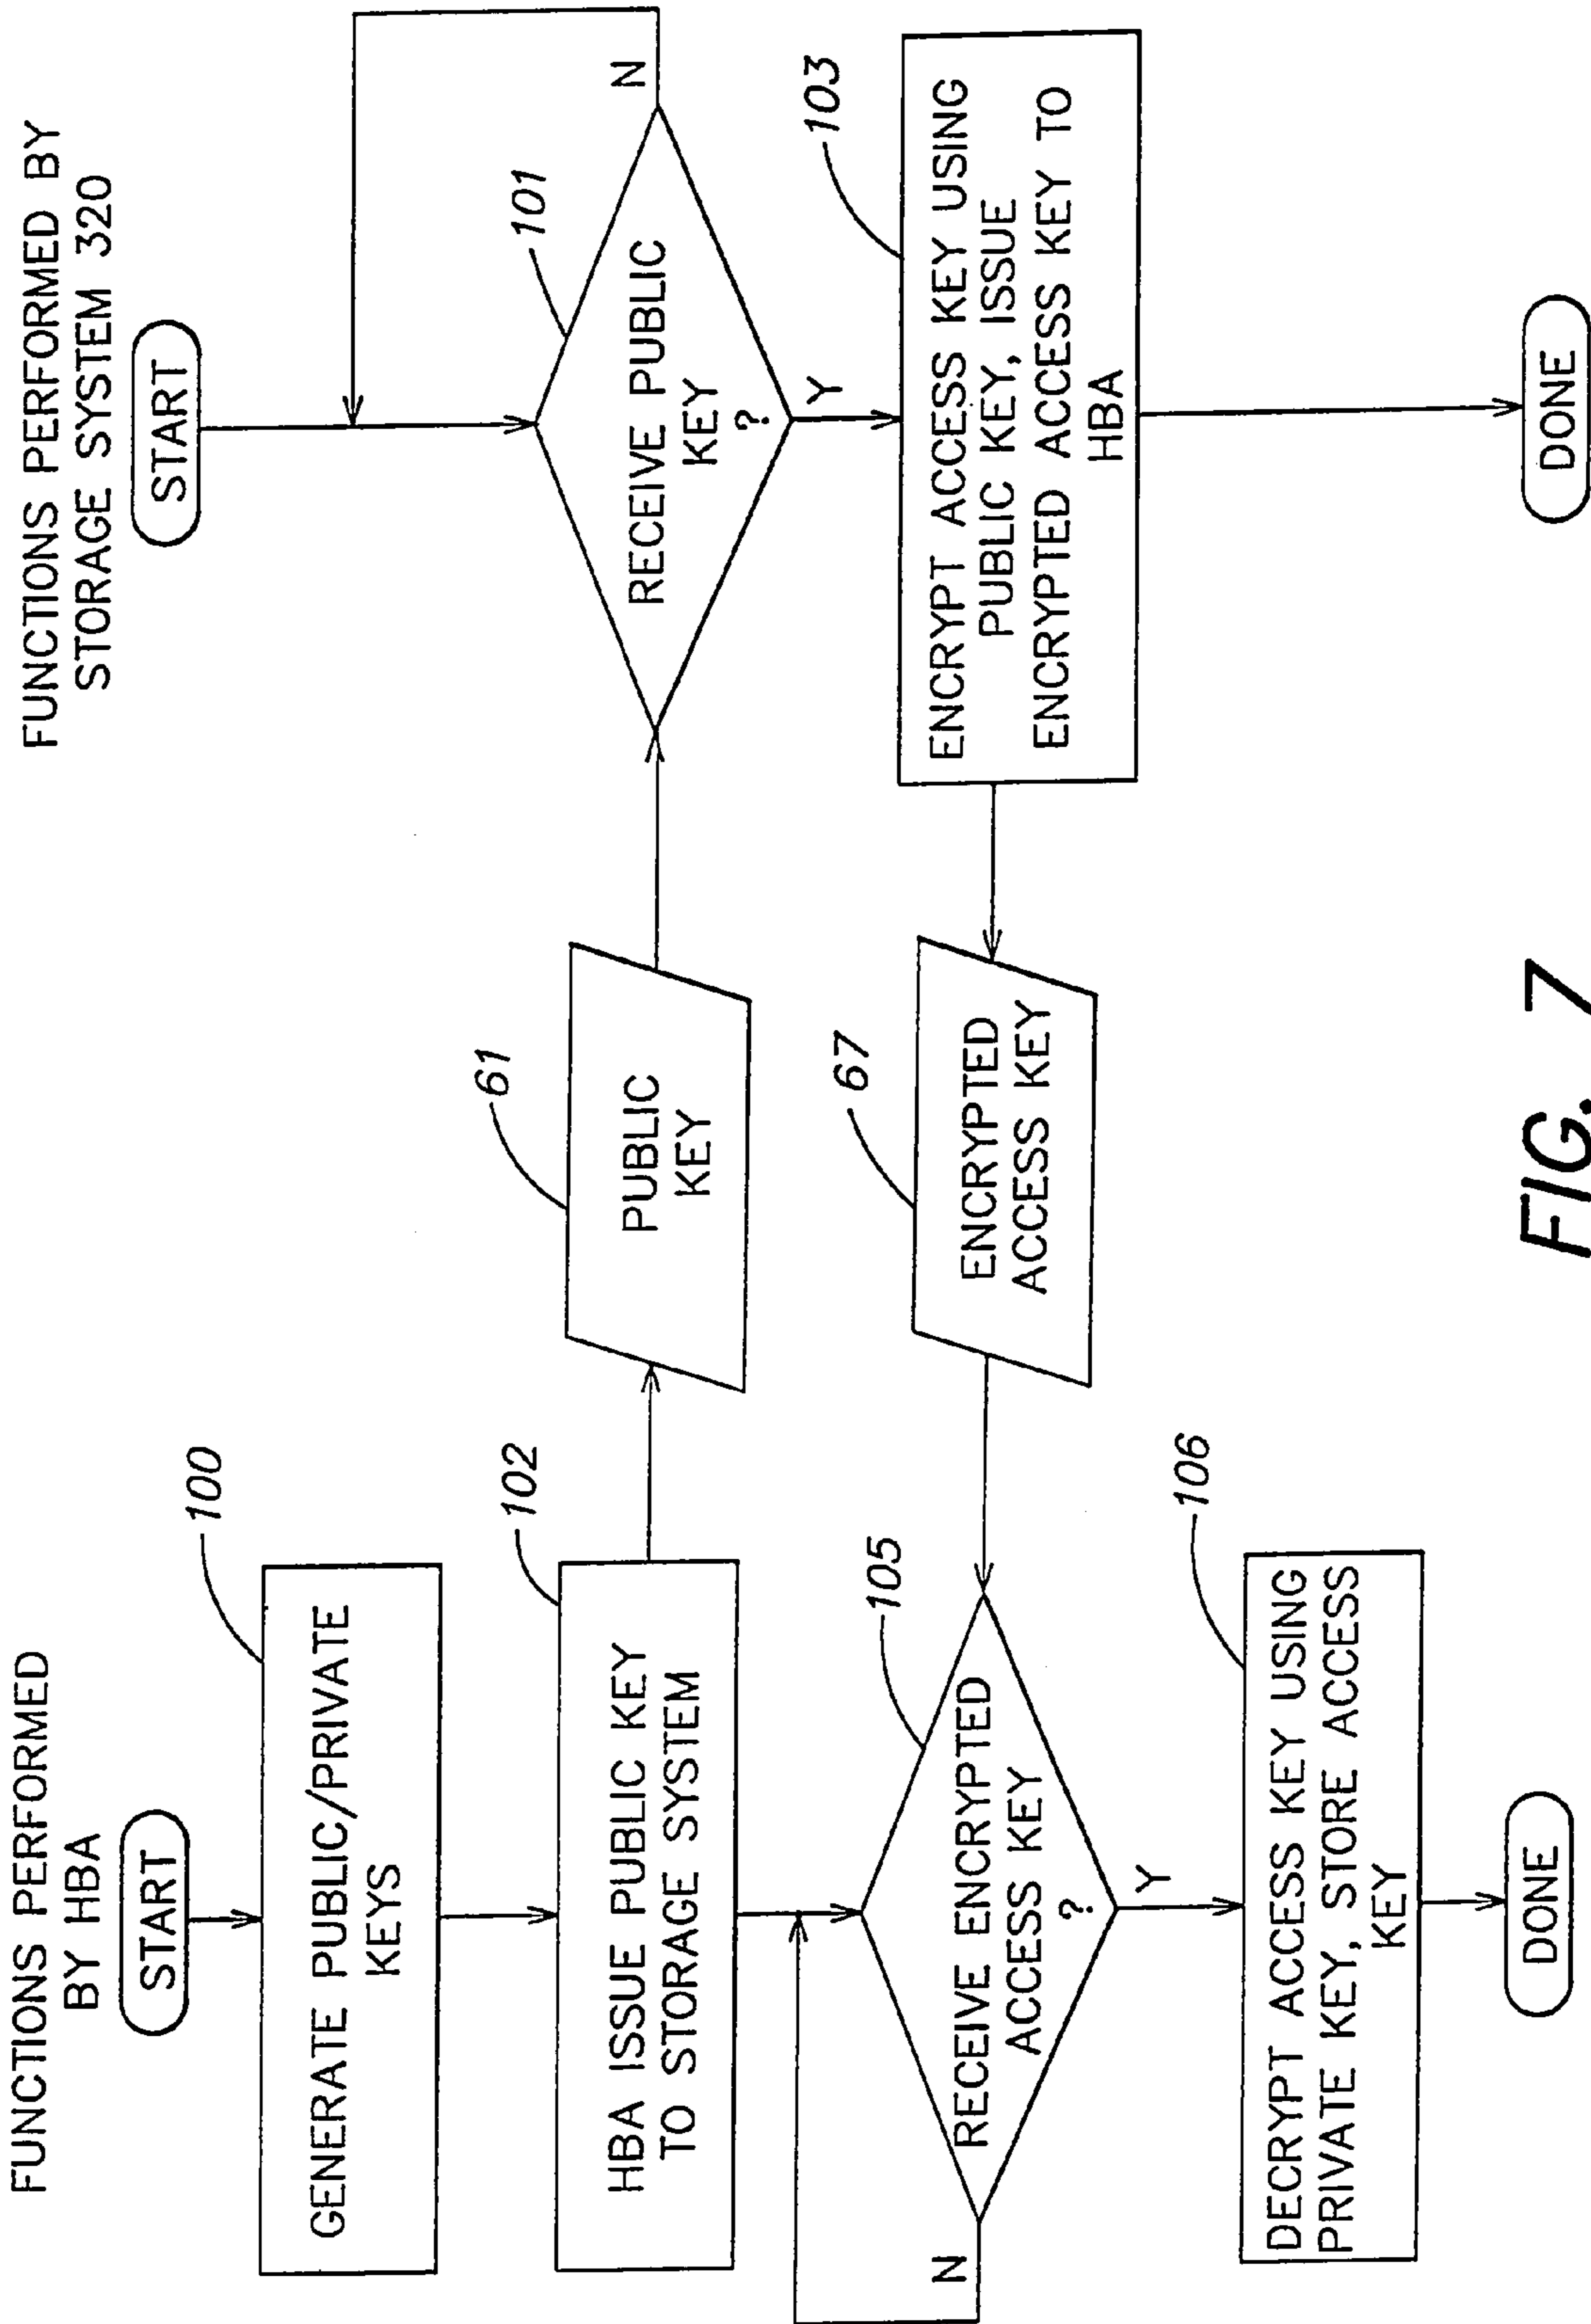 FUNCTIONS PERFORMED
BY HBA
START
100
GENERATE PUBLIC/PRIVATE
KEYS
102
HBA ISSUE PUBLIC KEY
TO STORAGE SYSTEM
105
RECEIVE ENCRYPTED
ACCESS KEY
?
N
Y
106
DECRYPT ACCESS KEY USING
PRIVATE KEY, STORE ACCESS
KEY
DONE
61
PUBLIC
KEY
67
ENCRYPTED
ACCESS KEY
FUNCTIONS PERFORMED BY
STORAGE SYSTEM 320
START
101
RECEIVE PUBLIC
KEY
?
N
Y
103
ENCRYPT ACCESS KEY USING
PUBLIC KEY, ISSUE
ENCRYPTED ACCESS KEY TO
HBA
DONE
FIG. 7